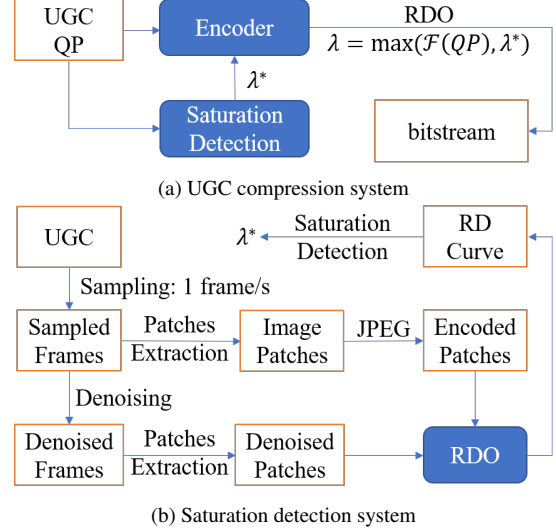 UGC
QP
Encoder
RDO
λ = max(ℱ(QP), λ*)
λ*
Saturation
Detection
bitstream
(a) UGC compression system
UGC
λ*
Saturation
Detection
RD
Curve
Sampling: 1 frame/s
Sampled
Frames
Patches
Extraction
Image
Patches
JPEG
Encoded
Patches
Denoising
Denoised
Frames
Patches
Extraction
Denoised
Patches
RDO
(b) Saturation detection system